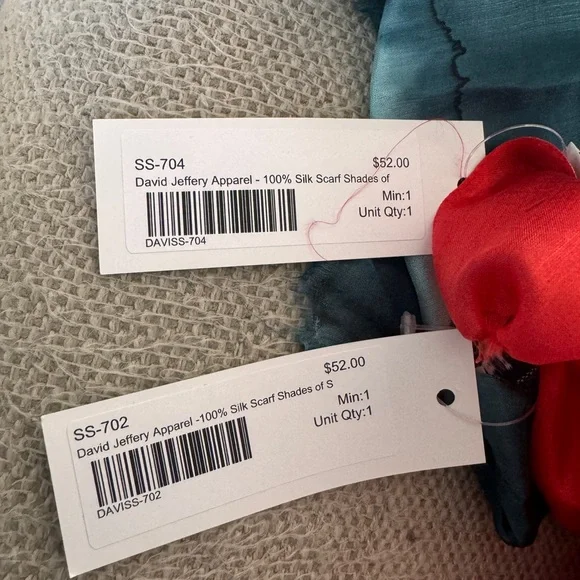 SS-704 $52.00
David Jeffery Apparel - 100% Silk Scarf Shades of
Min:1
Unit Qty:1
DAVISS-704
SS-702 $52.00
David Jeffery Apparel -100% Silk Scarf Shades of S
Min:1
Unit Qty:1
DAVISS-702